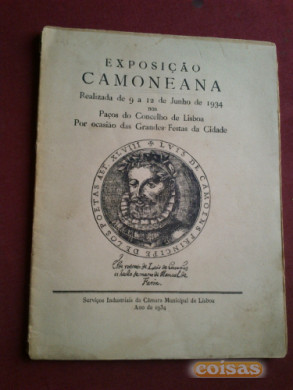 EXPOSIÇÃO
CAMONEANA
Realizada de 9 a 12 de Junho de 1934
nos
Paços do Concelho de Lisboa
Por ocasião das Grandes Festas da Cidade
LVIS DE CAMOENS PRINCIPE DE LOS POETAS
Serviços Industriais da Câmara Municipal de Lisboa
Ano de 1934
coisas